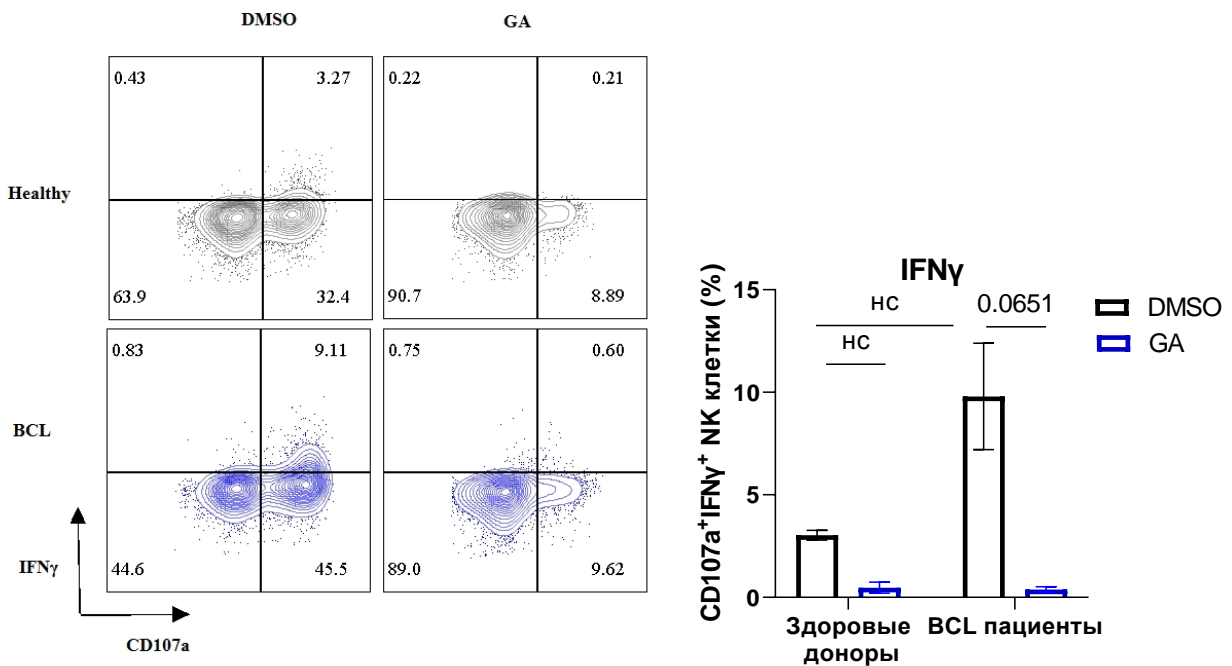 DMSO
GA
0.43
3.27
0.22
0.21
Healthy
63.9
32.4
90.7
8.89
0.83
9.11
0.75
0.60
BCL
44.6
45.5
89.0
9.62
IFNγ
CD107a
IFNγ
CD107a⁺IFNγ⁺ NK клетки (%)
15
10
5
0
нс
нс
0.0651
DMSO
GA
Здоровые
доноры
BCL пациенты